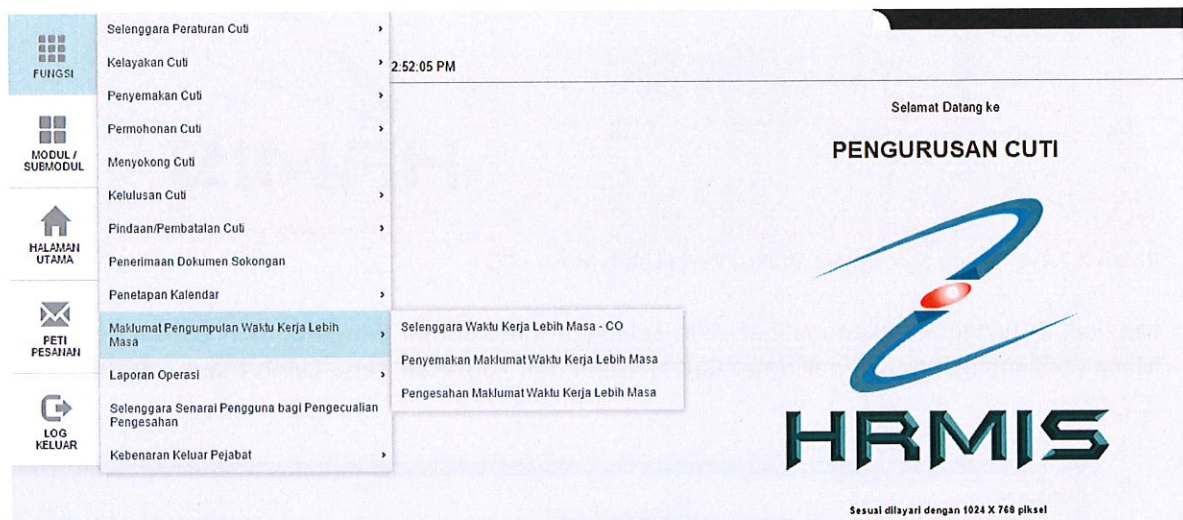 FUNGSI
MODUL /
SUBMODUL
HALAMAN
UTAMA
PETI
PESANAN
LOG
KELUAR
Selenggara Peraturan Cuti
Kelayakan Cuti
Penyemakan Cuti
Permohonan Cuti
Menyokong Cuti
Kelulusan Cuti
Pindaan/Pembatalan Cuti
Penerimaan Dokumen Sokongan
Penetapan Kalendar
Maklumat Pengumpulan Waktu Kerja Lebih
Masa
Laporan Operasi
Selenggara Senarai Pengguna bagi Pengecualian
Pengesahan
Kebenaran Keluar Pejabat
Selenggara Waktu Kerja Lebih Masa - CO
Penyemakan Maklumat Waktu Kerja Lebih Masa
Pengesahan Maklumat Waktu Kerja Lebih Masa
2:52:05 PM
Selamat Datang ke
PENGURUSAN CUTI
HRMIS
Sesuai dilayari dengan 1024 X 768 piksel